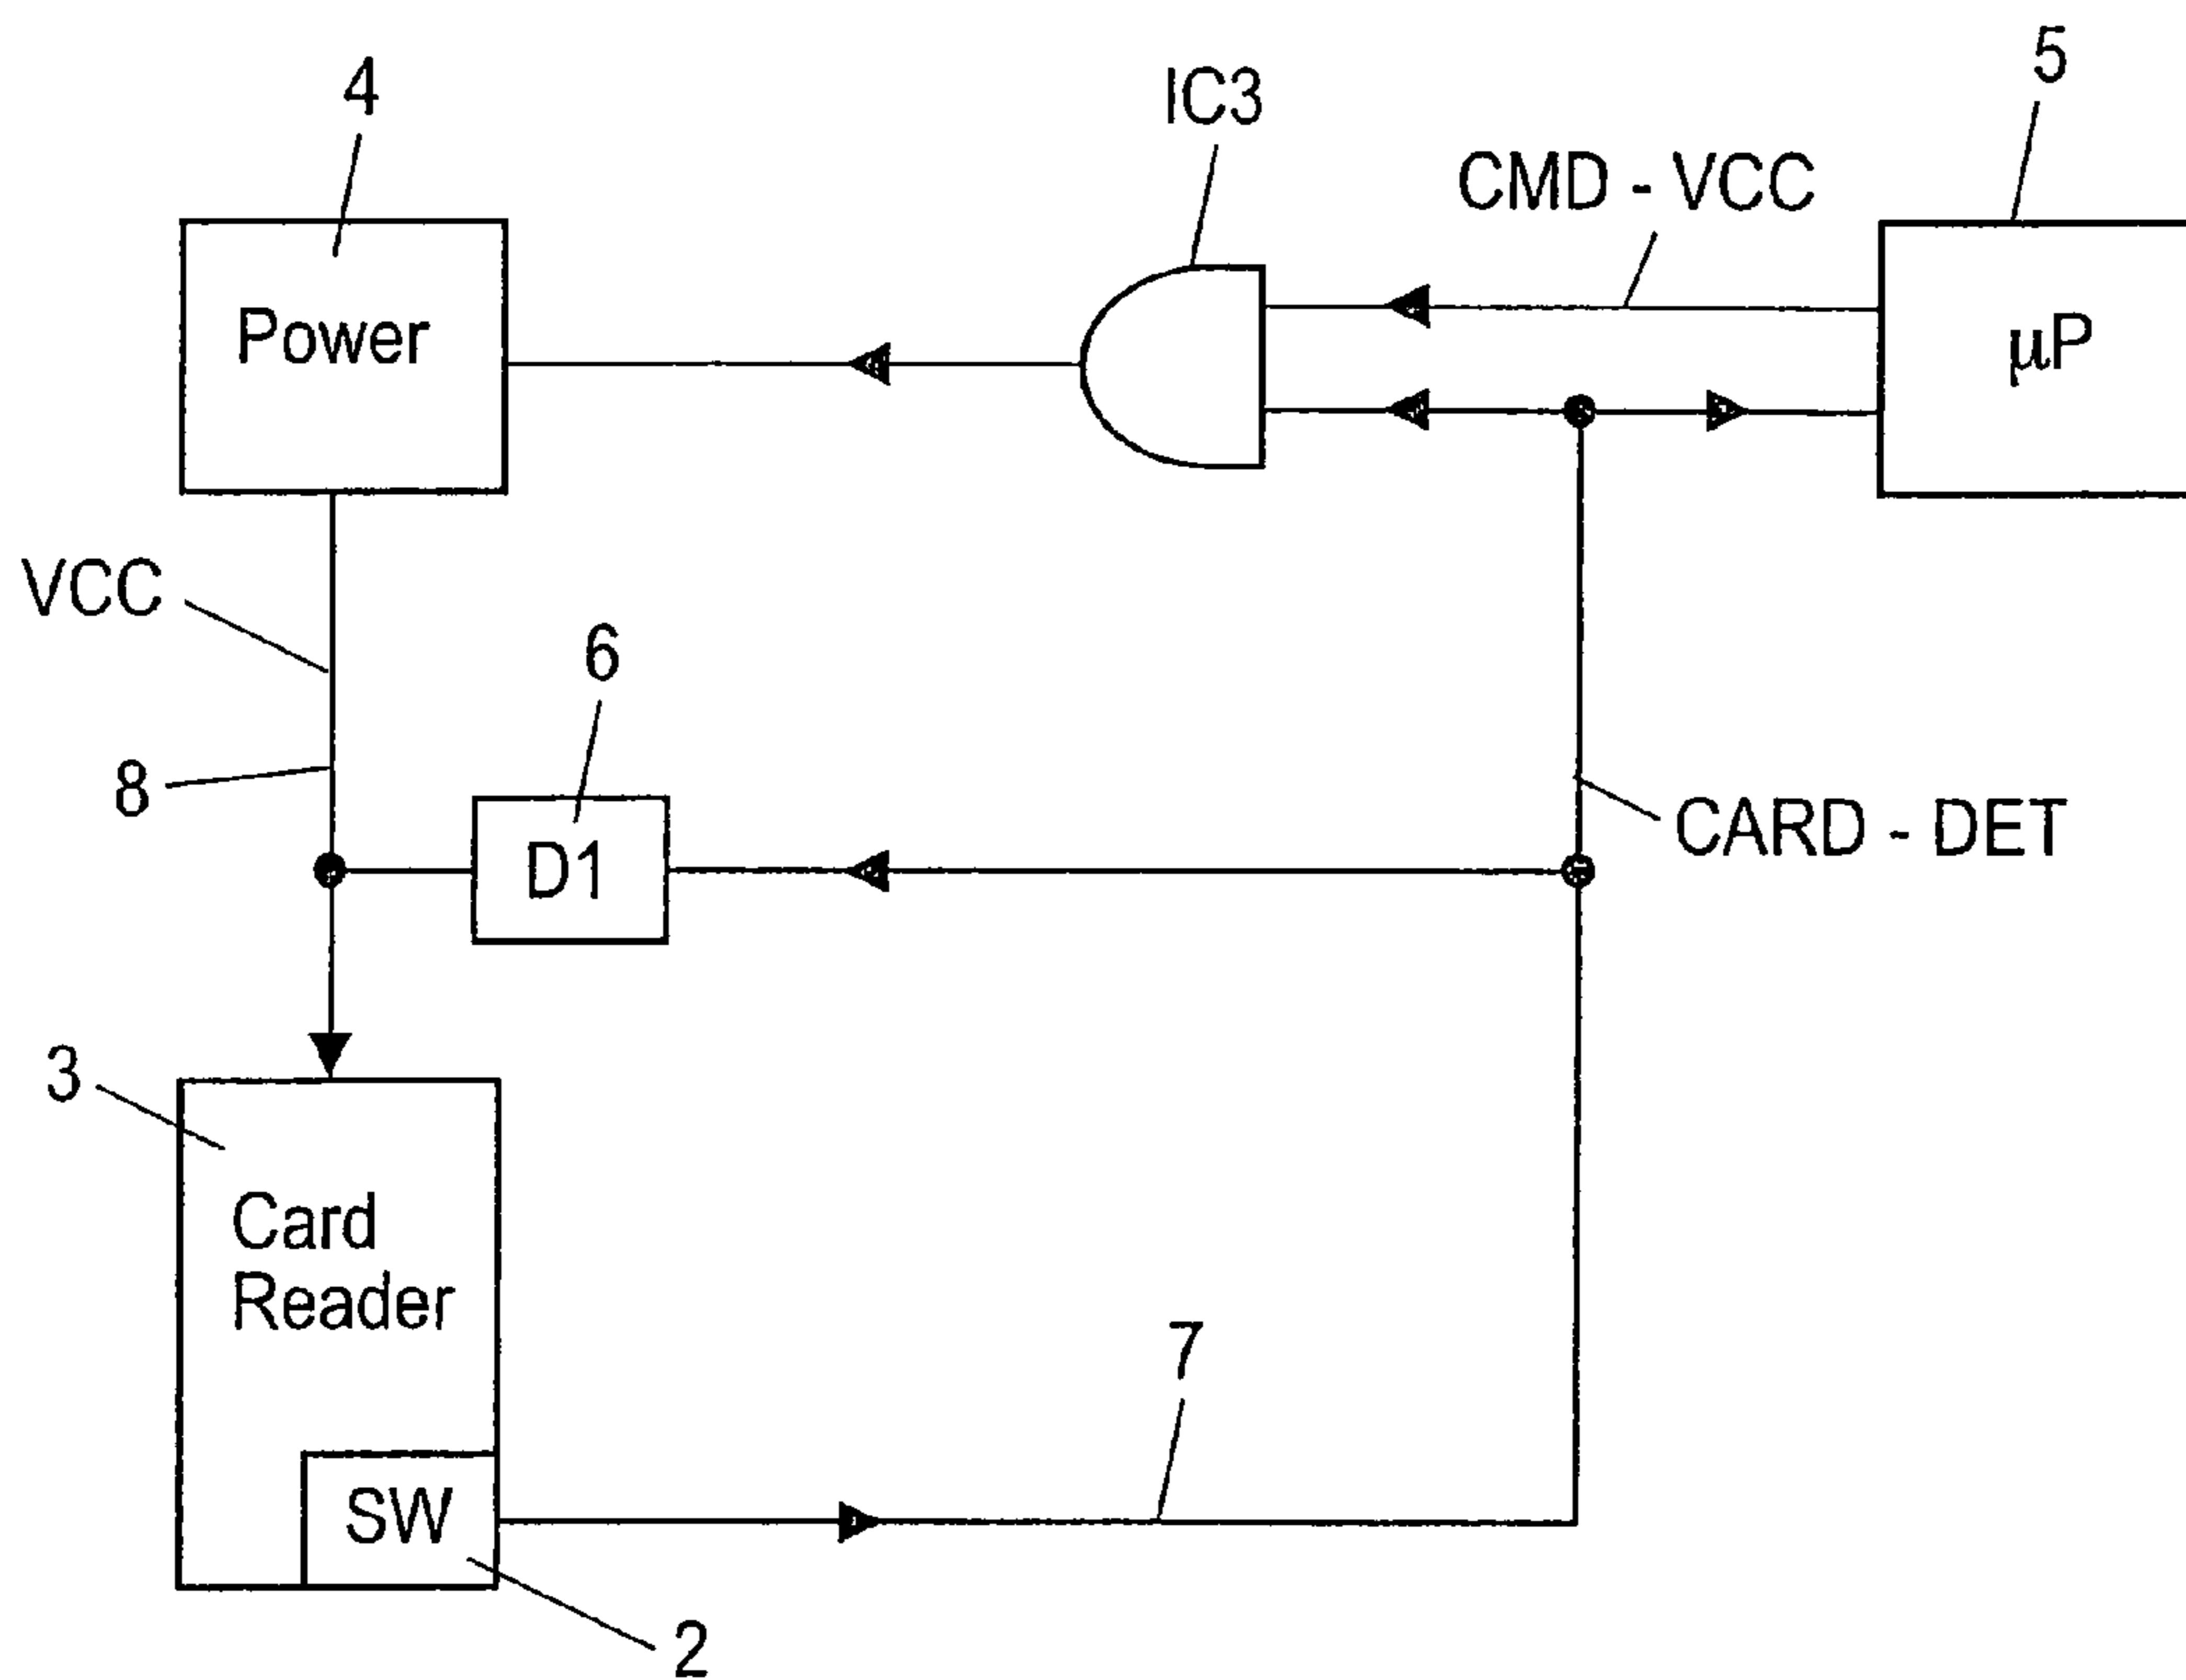 5
4
IC3
CMD - VCC
Power
µP
VCC
6
8
CARD - DET
D1
3
Card
Reader
7
SW
2